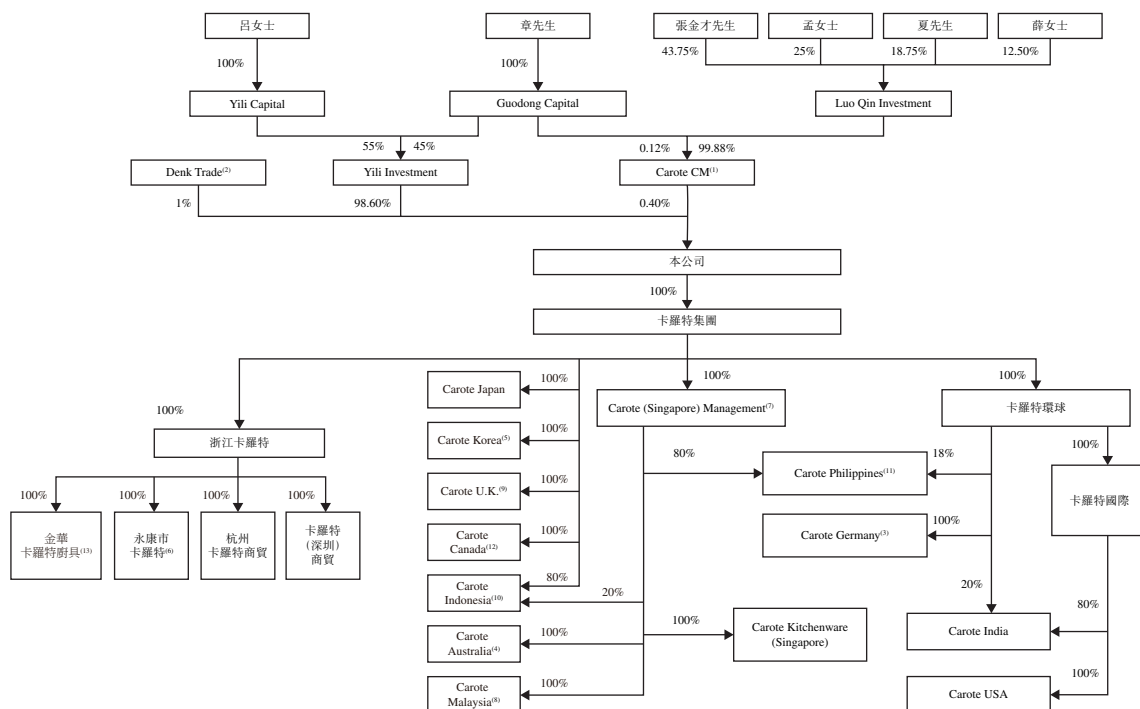 呂女士
章先生
張金才先生
孟女士
夏先生
薛女士
100%
100%
43.75%
25%
18.75%
12.50%
Yili Capital
Guodong Capital
Luo Qin Investment
55%
45%
0.12%
99.88%
Denk Trade(2)
Yili Investment
Carote CM(1)
1%
98.60%
0.40%
本公司
100%
卡羅特集團
100%
浙江卡羅特
100%
100%
100%
100%
金華
卡羅特廚具(13)
永康市
卡羅特(6)
杭州
卡羅特商貿
卡羅特
(深圳)
商貿
Carote Japan
100%
Carote Korea(5)
100%
Carote U.K.(9)
100%
Carote
Canada(12)
100%
Carote
Indonesia(10)
80%
20%
Carote
Australia(4)
100%
Carote
Malaysia(8)
100%
100%
Carote (Singapore) Management(7)
80%
100%
Carote Kitchenware
(Singapore)
100%
卡羅特環球
18%
Carote Philippines(11)
100%
Carote Germany(3)
100%
卡羅特國際
20%
80%
Carote India
100%
Carote USA